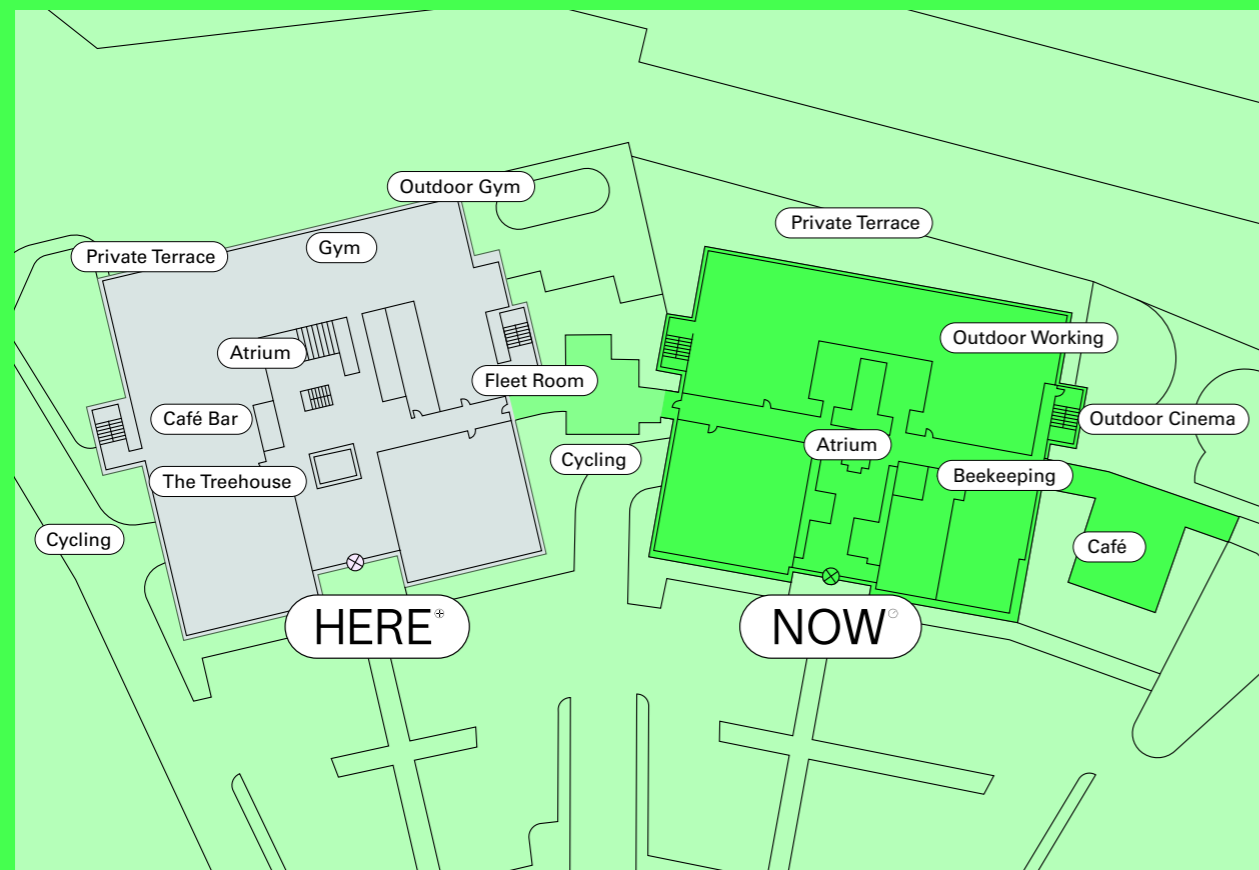 Outdoor Gym
Private Terrace
Gym
Private Terrace
Outdoor Working
Atrium
Fleet Room
Café Bar
Outdoor Cinema
Atrium
Cycling
The Treehouse
Beekeeping
Cycling
Café
HERE
NOW